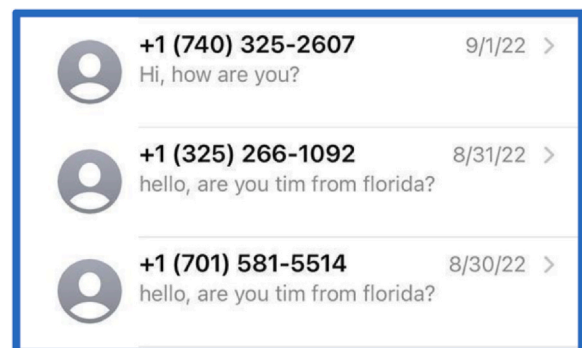 +1 (740) 325-2607 9/1/22
Hi, how are you?
+1 (325) 266-1092 8/31/22
hello, are you tim from florida?
+1 (701) 581-5514 8/30/22
hello, are you tim from florida?